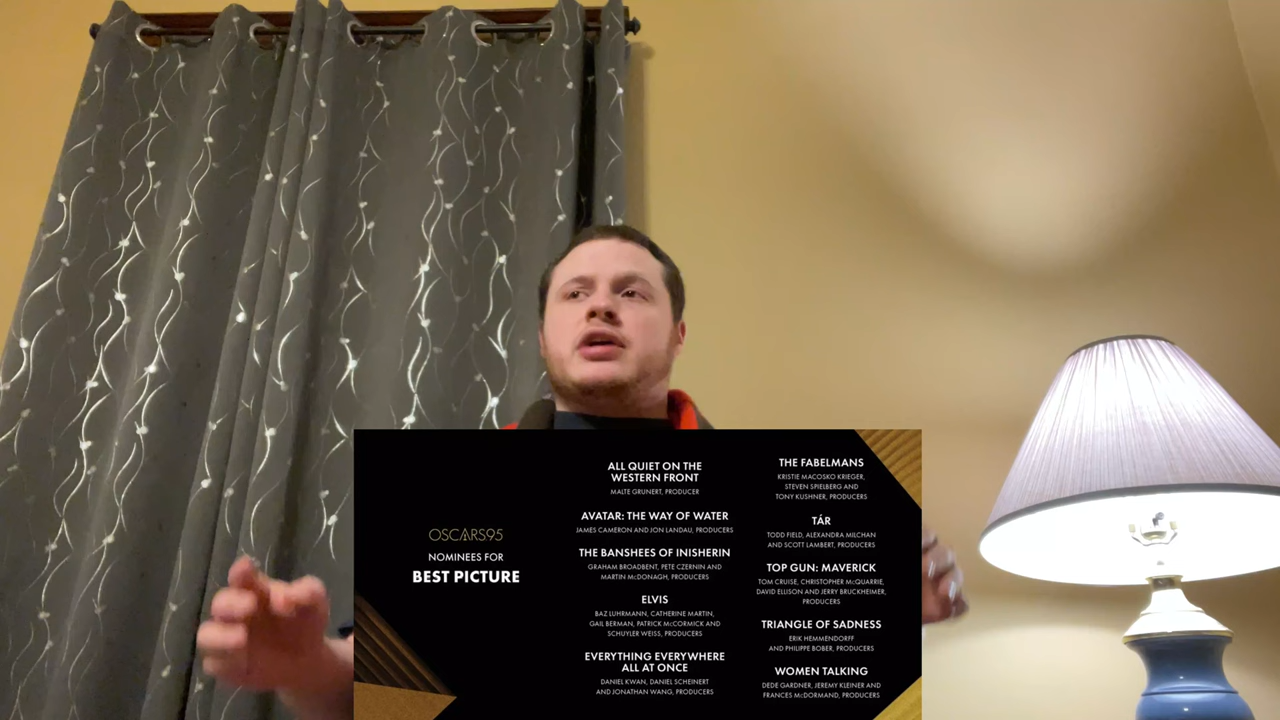 OSCARS95
NOMINEES FOR
BEST PICTURE
ALL QUIET ON THE
WESTERN FRONT
MALTE GRUNERT, PRODUCER
AVATAR: THE WAY OF WATER
JAMES CAMERON AND JON LANDAU, PRODUCERS
THE BANSHEES OF INISHERIN
GRAHAM BROADBENT, PETE CZERNIN AND
MARTIN McDONAGH, PRODUCERS
ELVIS
BAZ LUHRMANN, CATHERINE MARTIN,
GAIL BERMAN, PATRICK McCORMICK AND
SCHUYLER WEISS, PRODUCERS
EVERYTHING EVERYWHERE
ALL AT ONCE
DANIEL KWAN, DANIEL SCHEINERT
AND JONATHAN WANG, PRODUCERS
THE FABELMANS
KRISTIE MACOSKO KRIEGER,
STEVEN SPIELBERG AND
TONY KUSHNER, PRODUCERS
TÁR
TODD FIELD, ALEXANDRA MILCHAN
AND SCOTT LAMBERT, PRODUCERS
TOP GUN: MAVERICK
TOM CRUISE, CHRISTOPHER McQUARRIE,
DAVID ELLISON AND JERRY BRUCKHEIMER,
PRODUCERS
TRIANGLE OF SADNESS
ERIK HEMMENDORFF
AND PHILIPPE BOBER, PRODUCERS
WOMEN TALKING
DEDE GARDNER, JEREMY KLEINER AND
FRANCES McDORMAND, PRODUCERS